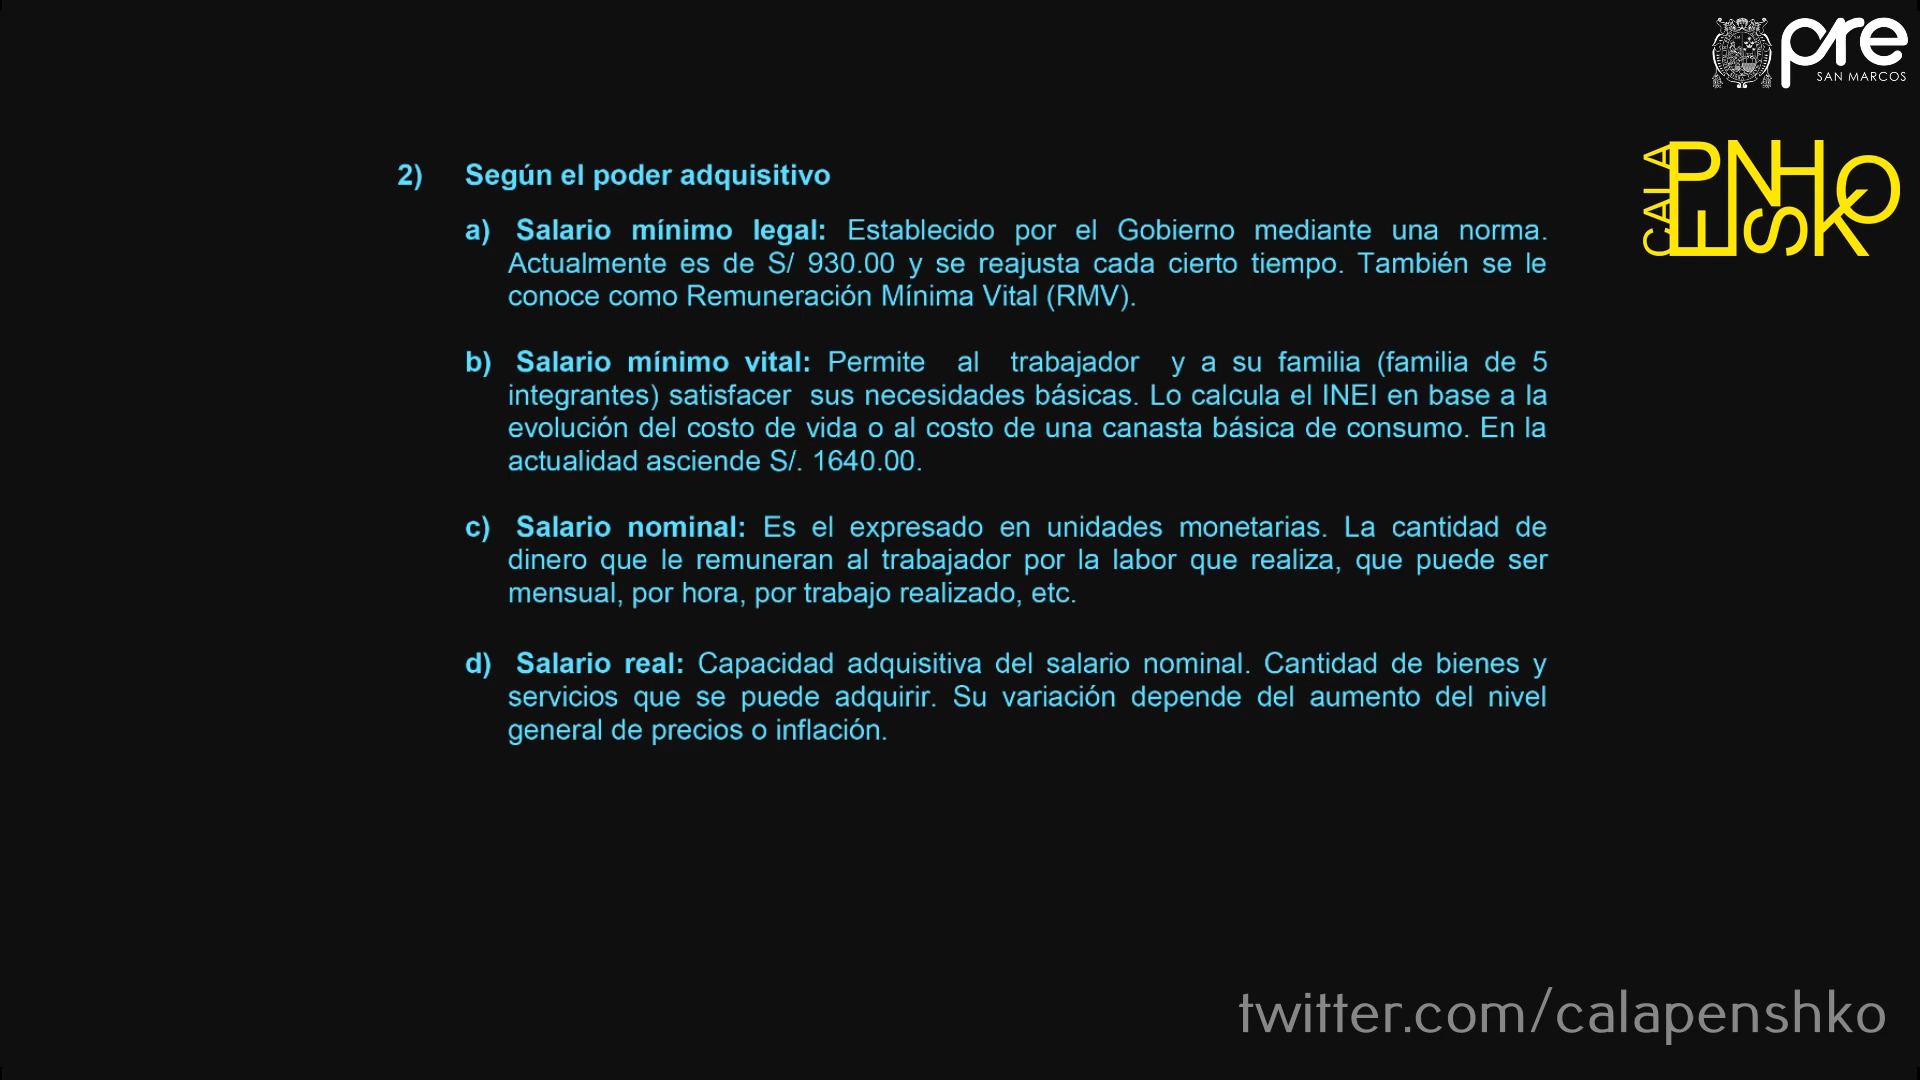 pre
SAN MARCOS
CALA
PENSHKO
2) Según el poder adquisitivo
a) Salario mínimo legal: Establecido por el Gobierno mediante una norma.
Actualmente es de S/ 930.00 y se reajusta cada cierto tiempo. También se le
conoce como Remuneración Mínima Vital (RMV).
b) Salario mínimo vital: Permite al trabajador y a su familia (familia de 5
integrantes) satisfacer sus necesidades básicas. Lo calcula el INEI en base a la
evolución del costo de vida o al costo de una canasta básica de consumo. En la
actualidad asciende S/. 1640.00.
c) Salario nominal: Es el expresado en unidades monetarias. La cantidad de
dinero que le remuneran al trabajador por la labor que realiza, que puede ser
mensual, por hora, por trabajo realizado, etc.
d) Salario real: Capacidad adquisitiva del salario nominal. Cantidad de bienes y
servicios que se puede adquirir. Su variación depende del aumento del nivel
general de precios o inflación.
twitter.com/calapenshko